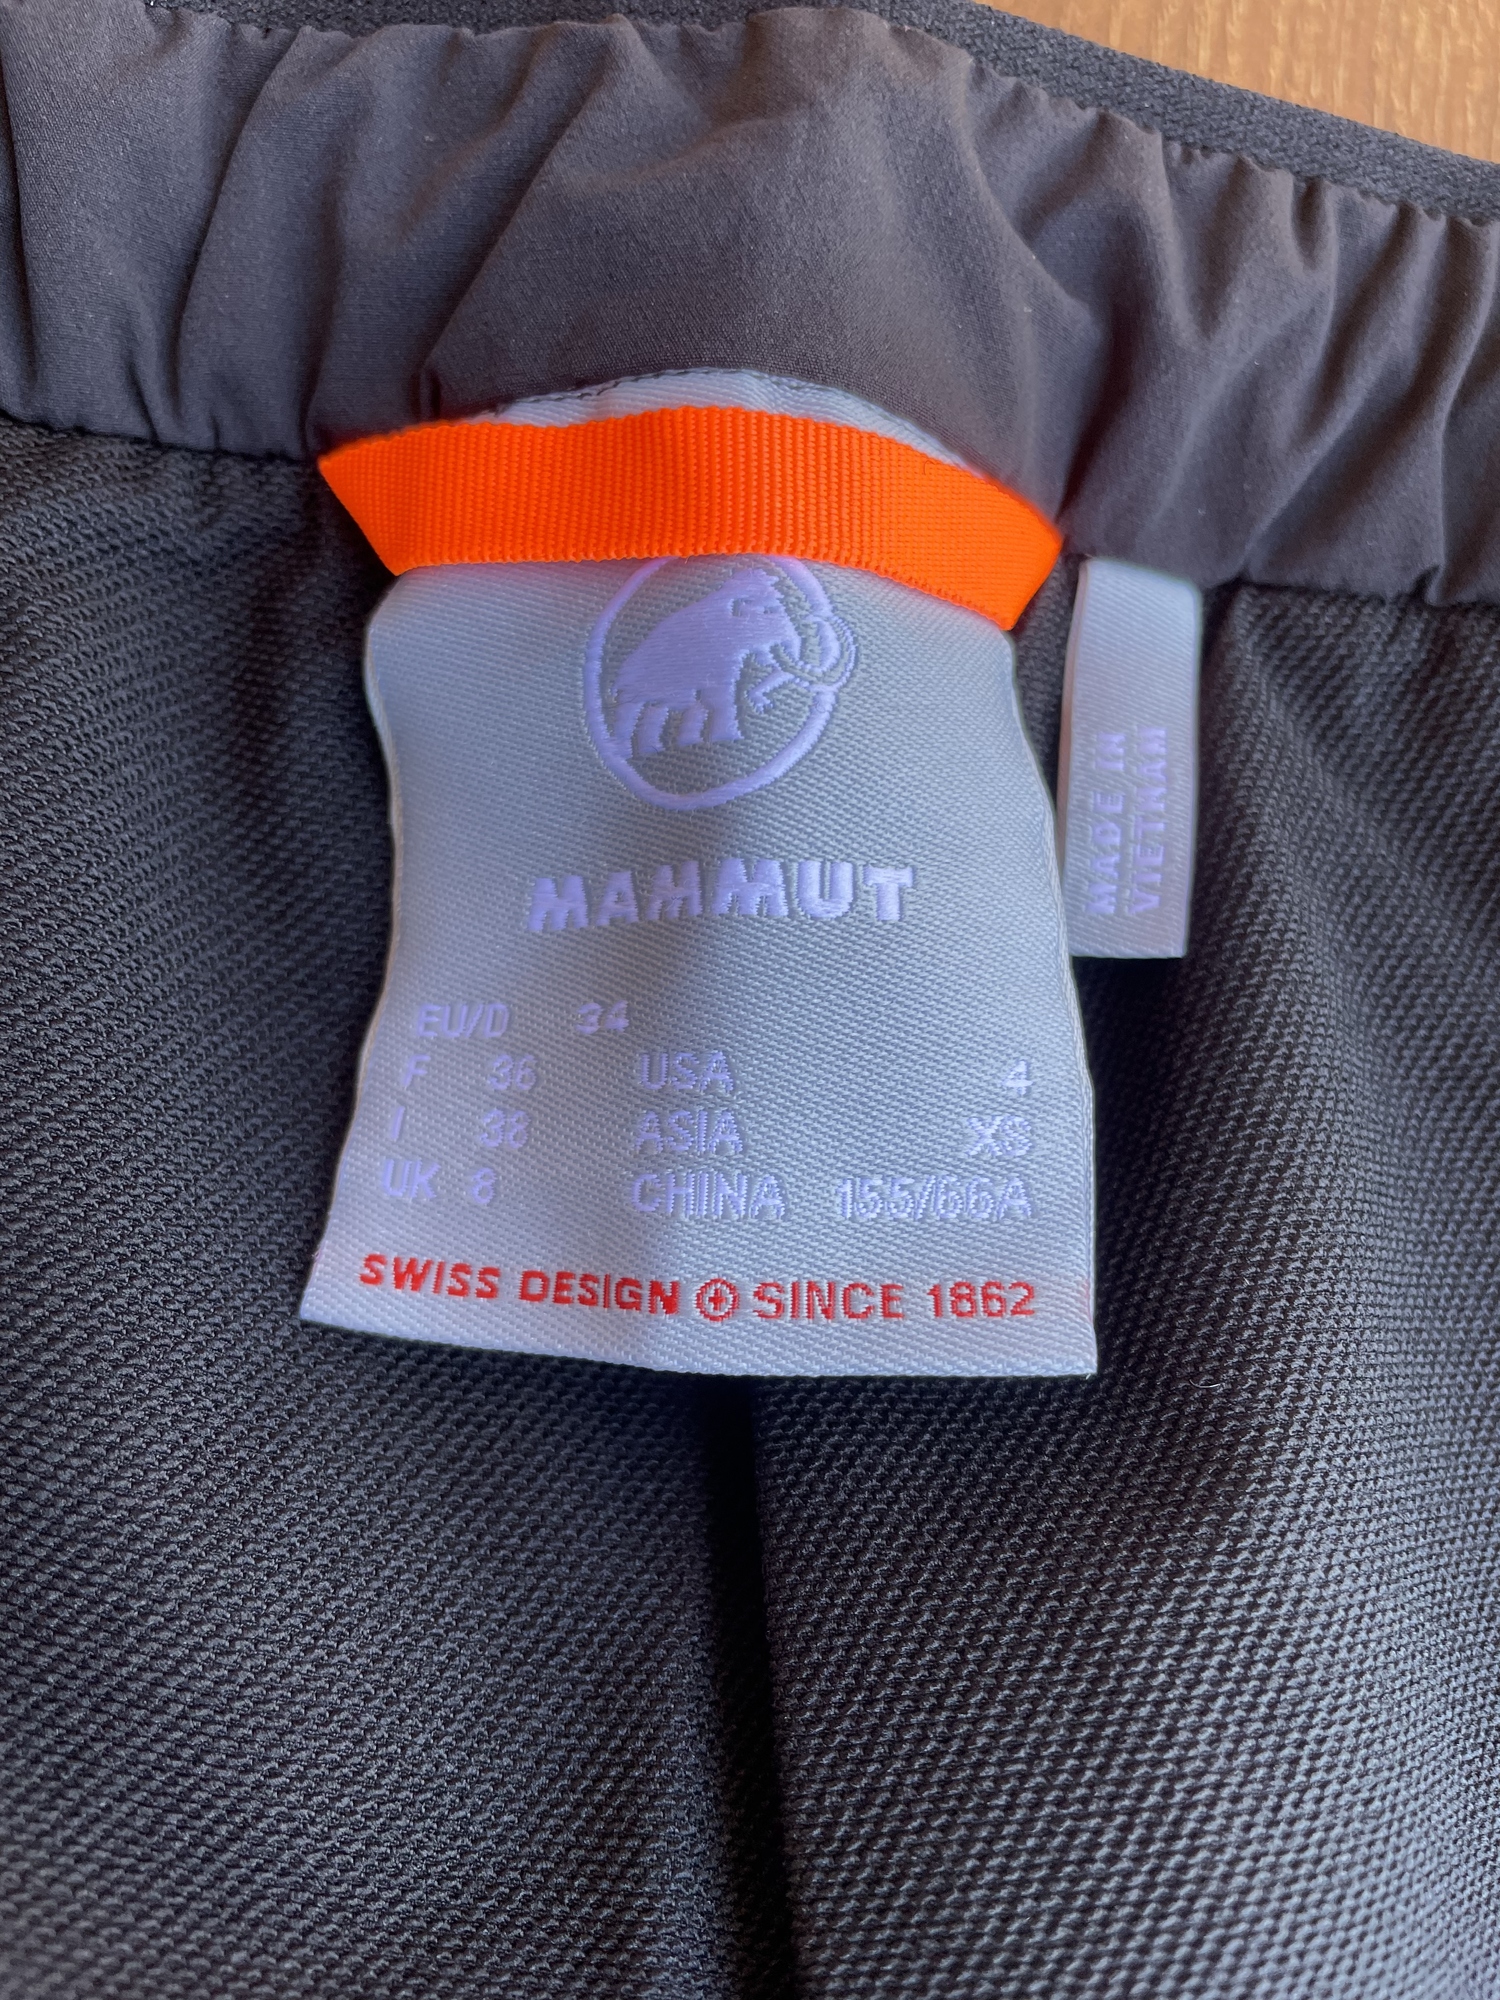 MAMMUT
EU/D 34
F 36 USA 4
I 38 ASIA XS
UK 8 CHINA 155/66A
SWISS DESIGN SINCE 1862
MADE IN
VIETNAM